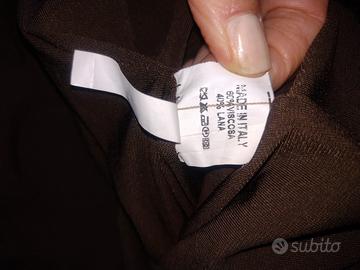 MADE IN ITALY
60% VISCOSA
40% LANA
subito